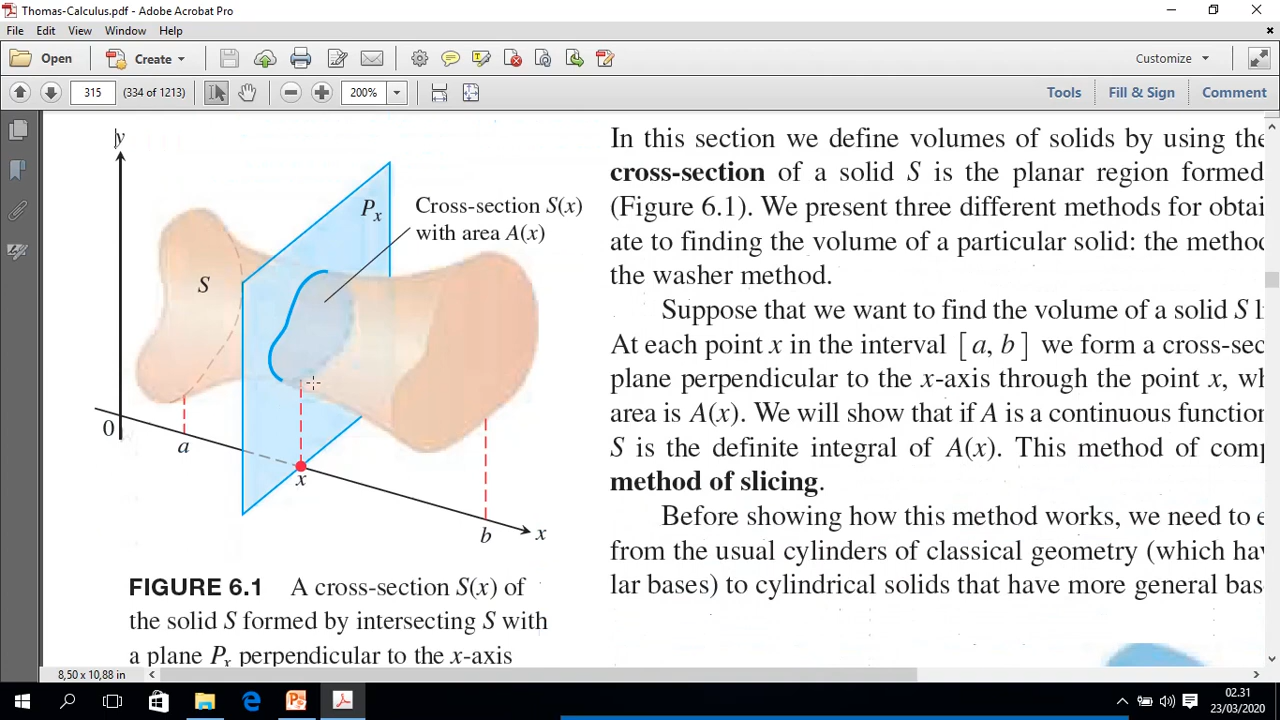 Thomas-Calculus.pdf - Adobe Acrobat Pro
File Edit View Window Help
Open Create Customize
315 (334 of 1213) 200% Tools Fill & Sign Comment
y
Px
Cross-section S(x)
with area A(x)
S
0
a
x
b
x
FIGURE 6.1 A cross-section S(x) of
the solid S formed by intersecting S with
a plane Px perpendicular to the x-axis
In this section we define volumes of solids by using the
cross-section of a solid S is the planar region formed
(Figure 6.1). We present three different methods for obtai
ate to finding the volume of a particular solid: the method
the washer method.
Suppose that we want to find the volume of a solid S l
At each point x in the interval [a, b] we form a cross-sec
plane perpendicular to the x-axis through the point x, wh
area is A(x). We will show that if A is a continuous function
S is the definite integral of A(x). This method of comp
method of slicing.
Before showing how this method works, we need to e
from the usual cylinders of classical geometry (which hav
lar bases) to cylindrical solids that have more general base
8,50 x 10,88 in
02.31
23/03/2020